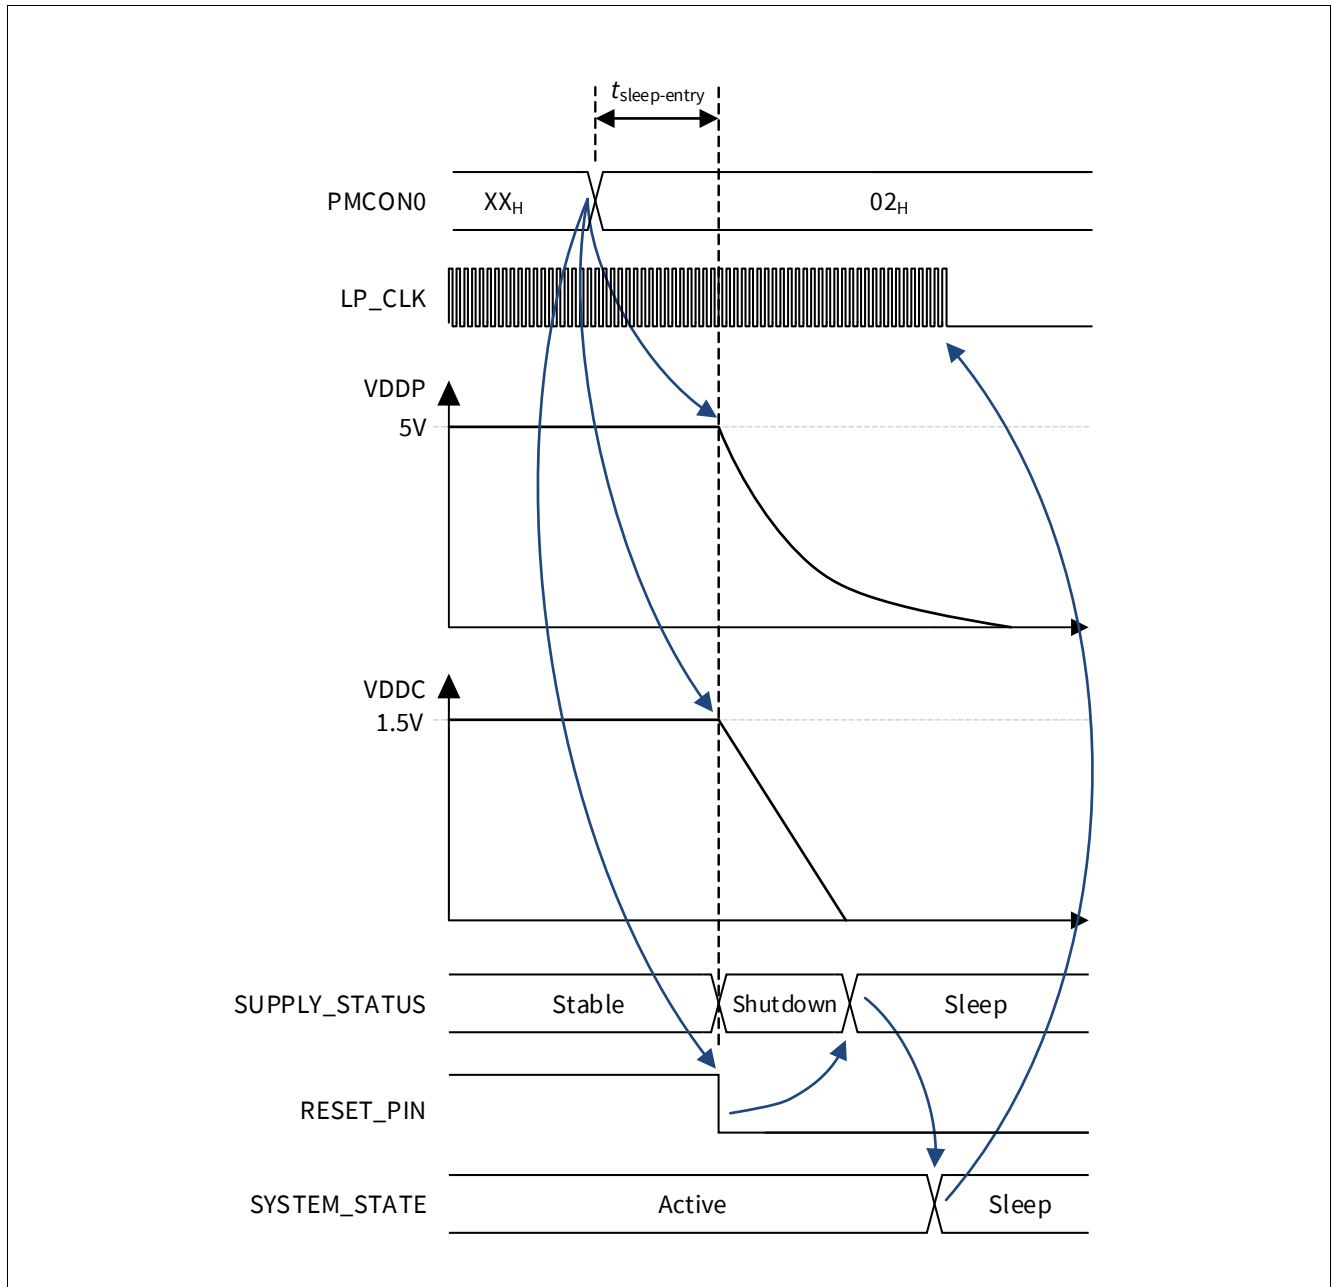 tsleep-entry
PMCON0 XXH 02H
LP_CLK
VDDP
5V
VDDC
1.5V
SUPPLY_STATUS Stable Shutdown Sleep
RESET_PIN
SYSTEM_STATE Active Sleep